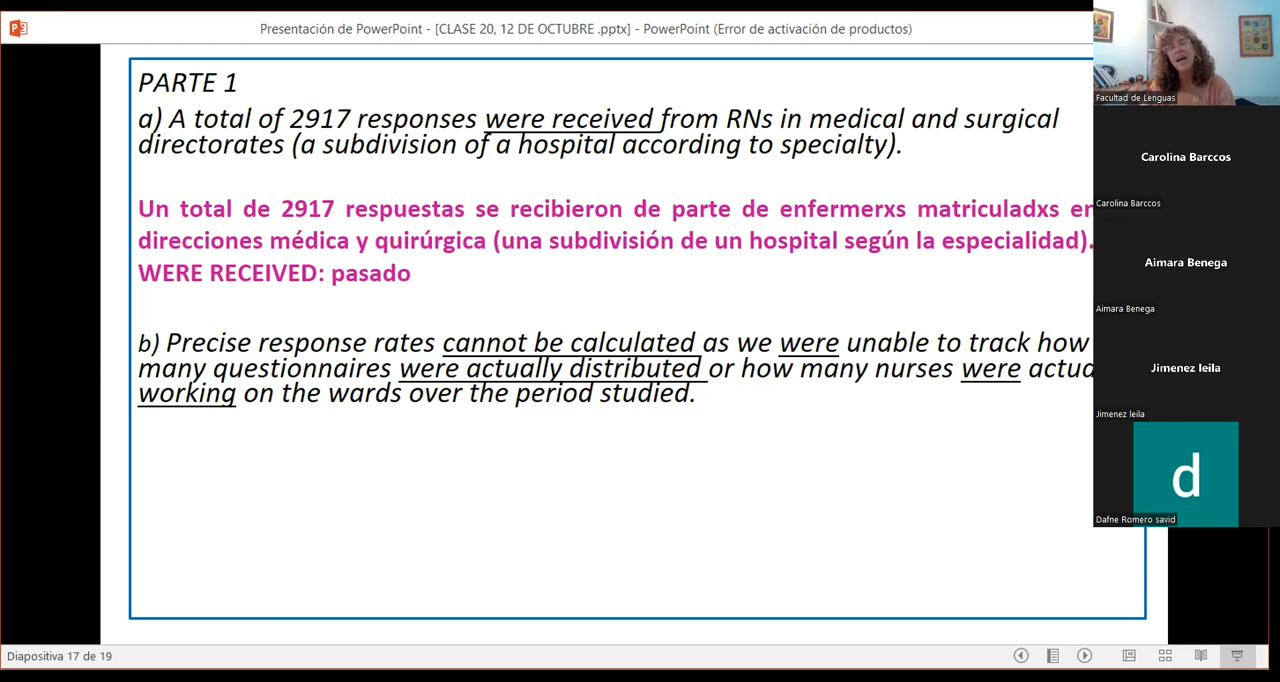 Presentación de PowerPoint - [CLASE 20, 12 DE OCTUBRE .pptx] - PowerPoint (Error de activación de productos)
PARTE 1
a) A total of 2917 responses were received from RNs in medical and surgical
directorates (a subdivision of a hospital according to specialty).
Un total de 2917 respuestas se recibieron de parte de enfermerxs matriculadxs en
direcciones médica y quirúrgica (una subdivisión de un hospital según la especialidad).
WERE RECEIVED: pasado
b) Precise response rates cannot be calculated as we were unable to track how
many questionnaires were actually distributed or how many nurses were
working on the wards over the period studied.
Facultad de Lenguas
Carolina Barccos
Carolina Barccos
Aimara Benega
Aimara Benega
Jimenez leila
Jimenez leila
d
Dafne Romero savid
Diapositiva 17 de 19